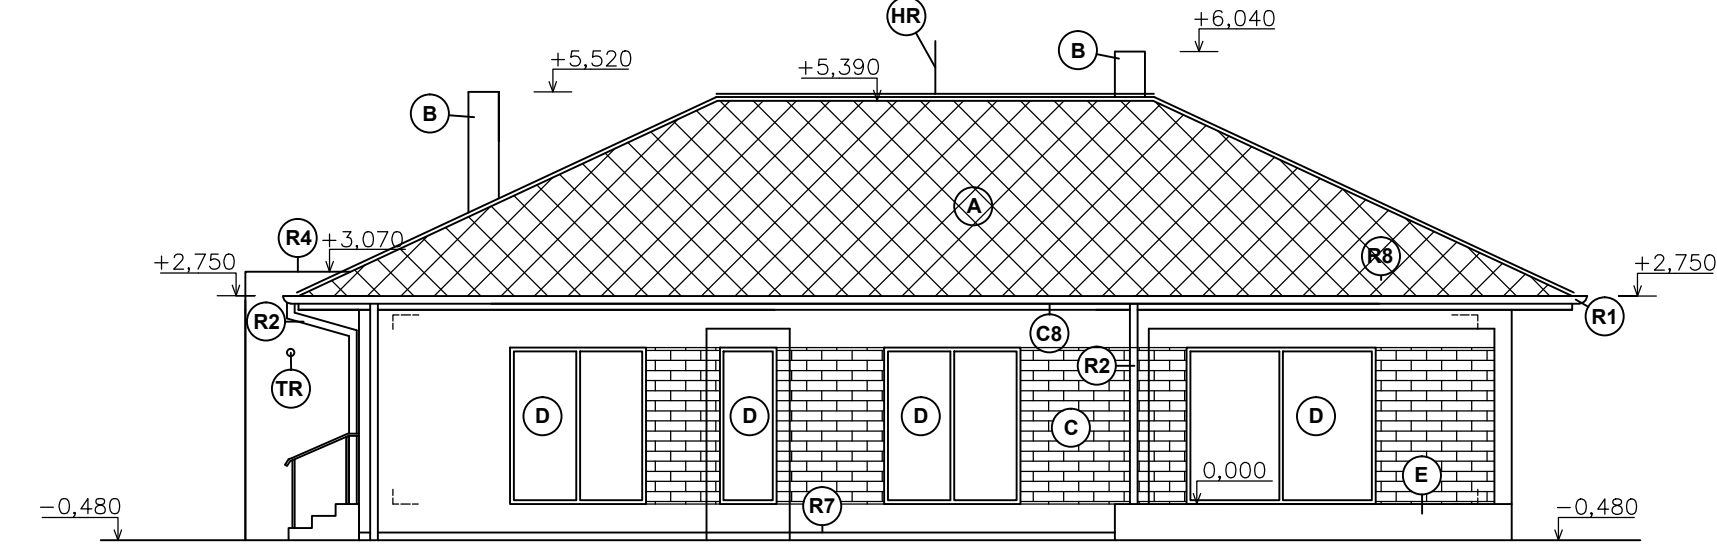 HR
+6,040
B
+5,520
+5,390
B
A
R4
+3,070
R8
+2,750
+2,750
R2
R1
C8
R2
TR
D
D
D
D
C
0,000
E
R7
−0,480
−0,480